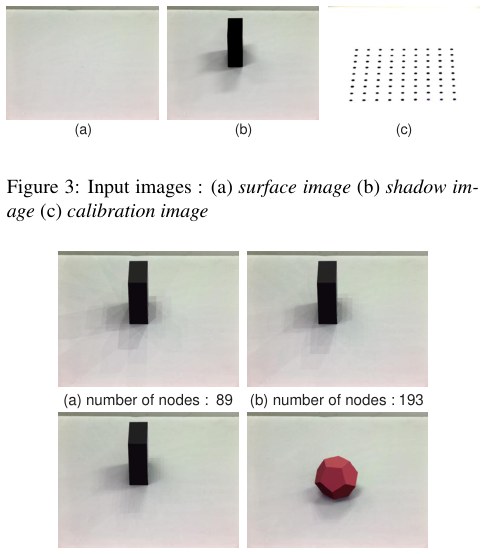 (a)
(b)
(c)
Figure 3: Input images : (a) surface image (b) shadow im-
age (c) calibration image
(a) number of nodes : 89
(b) number of nodes : 193